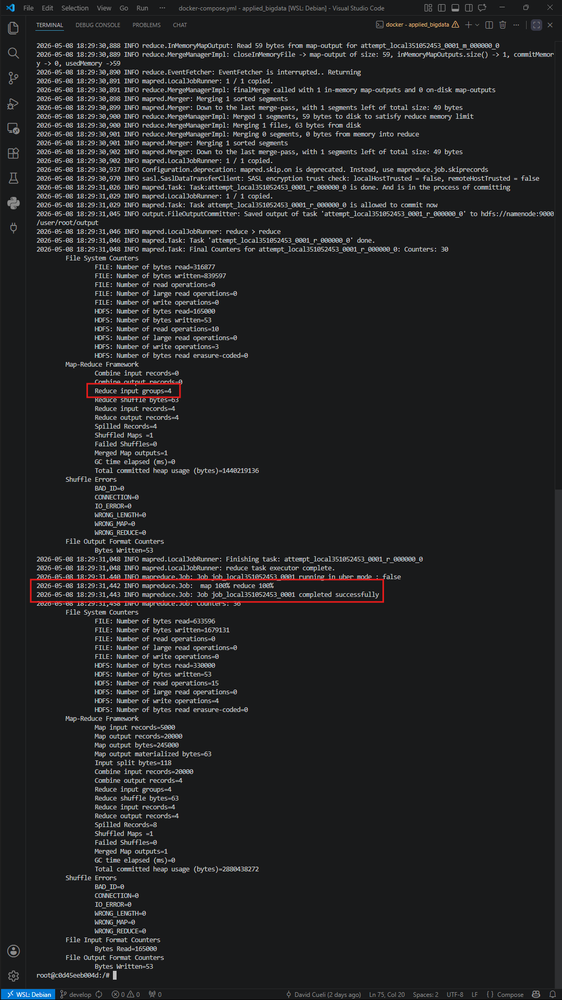 File Edit Selection View Go Run ··· docker-compose.yml - applied_bigdata [WSL: Debian] - Visual Studio Code
TERMINAL DEBUG CONSOLE PROBLEMS CHAT docker - applied_bigdata
2026-05-08 18:29:30,888 INFO reduce.InMemoryMapOutput: Read 59 bytes from map-output for attempt_local351052453_0001_m_000000_0
2026-05-08 18:29:30,889 INFO reduce.MergeManagerImpl: closeInMemoryFile -> map-output of size: 59, inMemoryMapOutputs.size() -> 1, commitMemor
y -> 0, usedMemory ->59
2026-05-08 18:29:30,890 INFO reduce.EventFetcher: EventFetcher is interrupted.. Returning
2026-05-08 18:29:30,891 INFO mapred.LocalJobRunner: 1 / 1 copied.
2026-05-08 18:29:30,891 INFO reduce.MergeManagerImpl: finalMerge called with 1 in-memory map-outputs and 0 on-disk map-outputs
2026-05-08 18:29:30,898 INFO mapred.Merger: Merging 1 sorted segments
2026-05-08 18:29:30,899 INFO mapred.Merger: Down to the last merge-pass, with 1 segments left of total size: 49 bytes
2026-05-08 18:29:30,900 INFO reduce.MergeManagerImpl: Merged 1 segments, 59 bytes to disk to satisfy reduce memory limit
2026-05-08 18:29:30,900 INFO reduce.MergeManagerImpl: Merging 1 files, 63 bytes from disk
2026-05-08 18:29:30,901 INFO reduce.MergeManagerImpl: Merging 0 segments, 0 bytes from memory into reduce
2026-05-08 18:29:30,901 INFO mapred.Merger: Merging 1 sorted segments
2026-05-08 18:29:30,902 INFO mapred.Merger: Down to the last merge-pass, with 1 segments left of total size: 49 bytes
2026-05-08 18:29:30,902 INFO mapred.LocalJobRunner: 1 / 1 copied.
2026-05-08 18:29:30,937 INFO Configuration.deprecation: mapred.skip.on is deprecated. Instead, use mapreduce.job.skiprecords
2026-05-08 18:29:30,970 INFO sasl.SaslDataTransferClient: SASL encryption trust check: localHostTrusted = false, remoteHostTrusted = false
2026-05-08 18:29:31,026 INFO mapred.Task: Task:attempt_local351052453_0001_r_000000_0 is done. And is in the process of committing
2026-05-08 18:29:31,029 INFO mapred.LocalJobRunner: 1 / 1 copied.
2026-05-08 18:29:31,029 INFO mapred.Task: Task attempt_local351052453_0001_r_000000_0 is allowed to commit now
2026-05-08 18:29:31,045 INFO output.FileOutputCommitter: Saved output of task 'attempt_local351052453_0001_r_000000_0' to hdfs://namenode:9000
/user/root/output
2026-05-08 18:29:31,046 INFO mapred.LocalJobRunner: reduce > reduce
2026-05-08 18:29:31,046 INFO mapred.Task: Task 'attempt_local351052453_0001_r_000000_0' done.
2026-05-08 18:29:31,048 INFO mapred.Task: Final Counters for attempt_local351052453_0001_r_000000_0: Counters: 30
File System Counters
FILE: Number of bytes read=316877
FILE: Number of bytes written=839597
FILE: Number of read operations=0
FILE: Number of large read operations=0
FILE: Number of write operations=0
HDFS: Number of bytes read=165000
HDFS: Number of bytes written=53
HDFS: Number of read operations=10
HDFS: Number of large read operations=0
HDFS: Number of write operations=3
HDFS: Number of bytes read erasure-coded=0
Map-Reduce Framework
Combine input records=0
Combine output records=0
Reduce input groups=4
Reduce shuffle bytes=63
Reduce input records=4
Reduce output records=4
Spilled Records=4
Shuffled Maps =1
Failed Shuffles=0
Merged Map outputs=1
GC time elapsed (ms)=0
Total committed heap usage (bytes)=1440219136
Shuffle Errors
BAD_ID=0
CONNECTION=0
IO_ERROR=0
WRONG_LENGTH=0
WRONG_MAP=0
WRONG_REDUCE=0
File Output Format Counters
Bytes Written=53
2026-05-08 18:29:31,048 INFO mapred.LocalJobRunner: Finishing task: attempt_local351052453_0001_r_000000_0
2026-05-08 18:29:31,048 INFO mapred.LocalJobRunner: reduce task executor complete.
2026-05-08 18:29:31,440 INFO mapreduce.Job: Job job_local351052453_0001 running in uber mode : false
2026-05-08 18:29:31,442 INFO mapreduce.Job:  map 100% reduce 100%
2026-05-08 18:29:31,443 INFO mapreduce.Job: Job job_local351052453_0001 completed successfully
2026-05-08 18:29:31,458 INFO mapreduce.Job: Counters: 36
File System Counters
FILE: Number of bytes read=633596
FILE: Number of bytes written=1679131
FILE: Number of read operations=0
FILE: Number of large read operations=0
FILE: Number of write operations=0
HDFS: Number of bytes read=330000
HDFS: Number of bytes written=53
HDFS: Number of read operations=15
HDFS: Number of large read operations=0
HDFS: Number of write operations=4
HDFS: Number of bytes read erasure-coded=0
Map-Reduce Framework
Map input records=5000
Map output records=20000
Map output bytes=245000
Map output materialized bytes=63
Input split bytes=118
Combine input records=20000
Combine output records=4
Reduce input groups=4
Reduce shuffle bytes=63
Reduce input records=4
Reduce output records=4
Spilled Records=8
Shuffled Maps =1
Failed Shuffles=0
Merged Map outputs=1
GC time elapsed (ms)=0
Total committed heap usage (bytes)=2880438272
Shuffle Errors
BAD_ID=0
CONNECTION=0
IO_ERROR=0
WRONG_LENGTH=0
WRONG_MAP=0
WRONG_REDUCE=0
File Input Format Counters
Bytes Read=165000
File Output Format Counters
Bytes Written=53
root@c0d45eeb004d:/#
WSL: Debian develop 0 0 0 David Cueli (2 days ago) Ln 75, Col 20 Spaces: 2 UTF-8 LF { } Compose